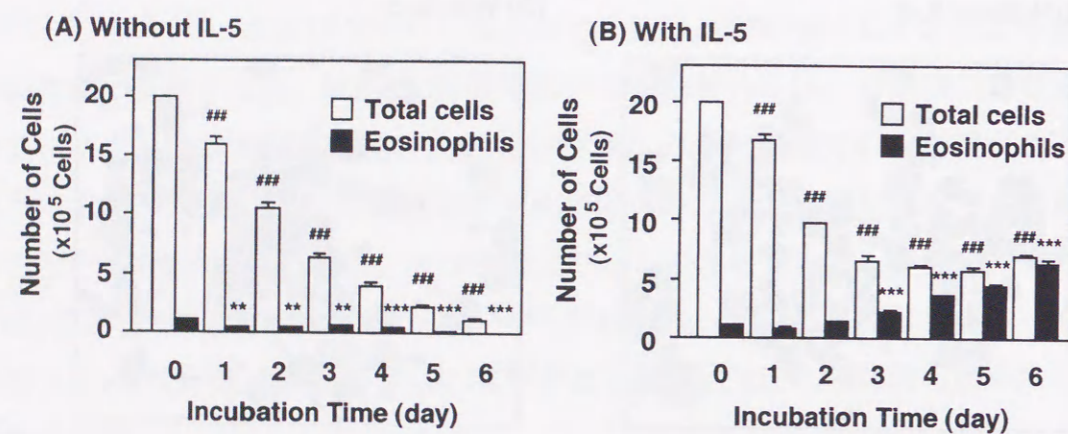 (A) Without IL-5
Number of Cells
(x10⁵ Cells)
20
15
10
5
0
Total cells
Eosinophils
###
###
###
###
###
###
**
**
**
***
***
***
0 1 2 3 4 5 6
Incubation Time (day)
(B) With IL-5
Number of Cells
(x10⁵ Cells)
20
15
10
5
0
Total cells
Eosinophils
###
###
###
###
###
###
***
***
***
***
0 1 2 3 4 5 6
Incubation Time (day)